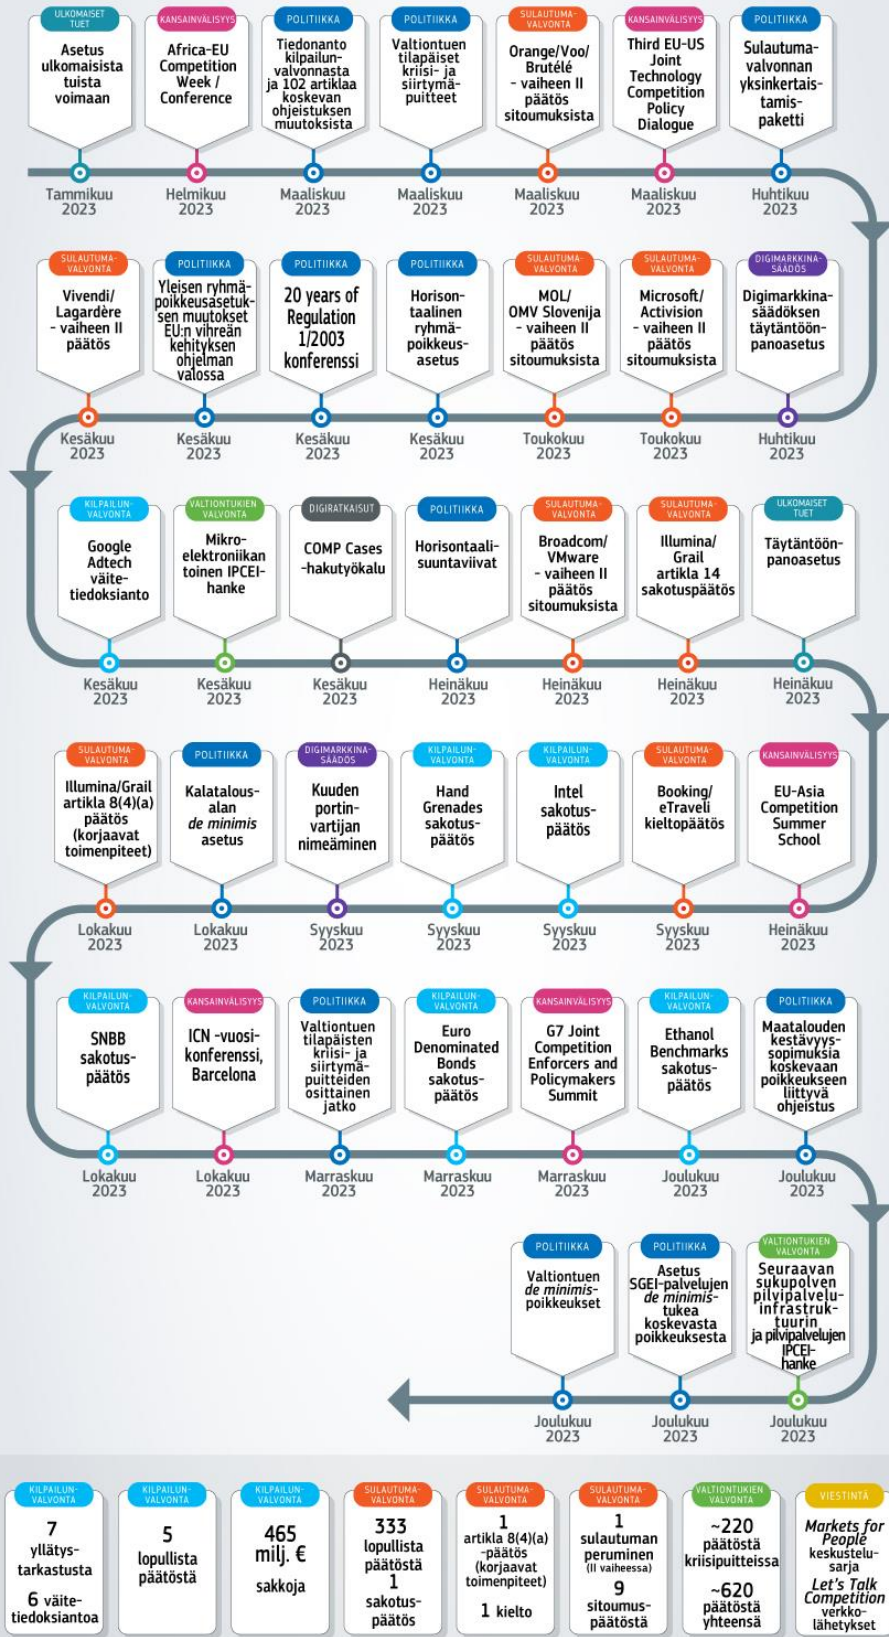 ULKOMAISET
TUET
Asetus
ulkomaisista
tuista
voimaan
Tammikuu
2023
KANSAINVÄLISYYS
Africa-EU
Competition
Week /
Conference
Helmikuu
2023
POLITIIKKA
Tiedonanto
kilpailun-
valvonnasta
ja 102 artiklaa
koskevan
ohjeistuksen
muutoksista
Maaliskuu
2023
POLITIIKKA
Valtiontuen
tilapäiset
kriisi- ja
siirtymä-
puitteet
Maaliskuu
2023
SULAUTUMA-
VALVONTA
Orange/Voo/
Brutélé
- vaiheen II
päätös
sitoumuksista
Maaliskuu
2023
KANSAINVÄLISYYS
Third EU-US
Joint
Technology
Competition
Policy
Dialogue
Maaliskuu
2023
POLITIIKKA
Sulautuma-
valvonnan
yksinkertais-
tamis-
paketti
Huhtikuu
2023
SULAUTUMA-
VALVONTA
Vivendi/
Lagardère
- vaiheen II
päätös
Kesäkuu
2023
POLITIIKKA
Yleisen ryhmä-
poikkeusasetuk-
sen muutokset
EU:n vihreän
kehityksen
ohjelman
valossa
Kesäkuu
2023
POLITIIKKA
20 years of
Regulation
1/2003
konferenssi
Kesäkuu
2023
POLITIIKKA
Horison-
taalinen
ryhmä-
poikkeus-
asetus
Kesäkuu
2023
SULAUTUMA-
VALVONTA
MOL/
OMV Slovenija
- vaiheen II
päätös
sitoumuksista
Toukokuu
2023
SULAUTUMA-
VALVONTA
Microsoft/
Activision
- vaiheen II
päätös
sitoumuksista
Toukokuu
2023
DIGIMARKKINA-
SÄÄDÖS
Digimarkkina-
säädöksen
täytäntöön-
panoasetus
Huhtikuu
2023
KILPAILUN-
VALVONTA
Google
Adtech
väite-
tiedoksianto
Kesäkuu
2023
VALTIONTUKIEN
VALVONTA
Mikro-
elektroniikan
toinen IPCEI-
hanke
Kesäkuu
2023
DIGIRATKAISUT
COMP Cases
-hakutyökalu
Kesäkuu
2023
POLITIIKKA
Horisontaali-
suuntaviivat
Heinäkuu
2023
SULAUTUMA-
VALVONTA
Broadcom/
VMware
- vaiheen II
päätös
sitoumuksista
Heinäkuu
2023
SULAUTUMA-
VALVONTA
Illumina/
Grail
artikla 14
sakotuspäätös
Heinäkuu
2023
ULKOMAISET
TUET
Täytäntöön-
panoasetus
Heinäkuu
2023
SULAUTUMA-
VALVONTA
Illumina/Grail
artikla 8(4)(a)
päätös
(korjaavat
toimenpiteet)
Lokakuu
2023
POLITIIKKA
Kalatalous-
alan
de minimis
asetus
Lokakuu
2023
DIGIMARKKINA-
SÄÄDÖS
Kuuden
portin-
vartijan
nimeäminen
Syyskuu
2023
KILPAILUN-
VALVONTA
Hand
Grenades
sakotus-
päätös
Syyskuu
2023
KILPAILUN-
VALVONTA
Intel
sakotus-
päätös
Syyskuu
2023
SULAUTUMA-
VALVONTA
Booking/
eTraveli
kieltopäätös
Syyskuu
2023
KANSAINVÄLISYYS
EU-Asia
Competition
Summer
School
Heinäkuu
2023
KILPAILUN-
VALVONTA
SNBB
sakotus-
päätös
Lokakuu
2023
KANSAINVÄLISYYS
ICN -vuosi-
konferenssi,
Barcelona
Lokakuu
2023
POLITIIKKA
Valtiontuen
tilapäisten
kriisi- ja
siirtymä-
puitteiden
osittainen
jatko
Marraskuu
2023
KILPAILUN-
VALVONTA
Euro
Denominated
Bonds
sakotus-
päätös
Marraskuu
2023
KANSAINVÄLISYYS
G7 Joint
Competition
Enforcers and
Policymakers
Summit
Marraskuu
2023
KILPAILUN-
VALVONTA
Ethanol
Benchmarks
sakotus-
päätös
Joulukuu
2023
POLITIIKKA
Maatalouden
kestävyys-
sopimuksia
koskevaan
poikkeukseen
liittyvä
ohjeistus
Joulukuu
2023
POLITIIKKA
Valtiontuen
de minimis-
poikkeukset
Joulukuu
2023
POLITIIKKA
Asetus
SGEI-palvelujen
de minimis-
tukea
koskevasta
poikkeuksesta
Joulukuu
2023
VALTIONTUKIEN
VALVONTA
Seuraavan
sukupolven
pilvipalvelu-
infrastruk-
tuurin
ja pilvipalvelujen
IPCEI-
hanke
Joulukuu
2023
KILPAILUN-
VALVONTA
7
yllätys-
tarkastusta
6 väite-
tiedoksiantoa
KILPAILUN-
VALVONTA
5
lopullista
päätöstä
KILPAILUN-
VALVONTA
465
milj. €
sakkoja
SULAUTUMA-
VALVONTA
333
lopullista
päätöstä
1
sakotus-
päätös
SULAUTUMA-
VALVONTA
1
artikla 8(4)(a)
-päätös
(korjaavat
toimenpiteet)
1 kielto
SULAUTUMA-
VALVONTA
1
sulautuman
peruminen
(II vaiheessa)
9
sitoumus-
päätöstä
VALTIONTUKIEN
VALVONTA
~220
päätöstä
kriisipuitteissa
~620
päätöstä
yhteensä
VIESTINTÄ
Markets for
People
keskustelu-
sarja
Let's Talk
Competition
verkko-
lähetykset